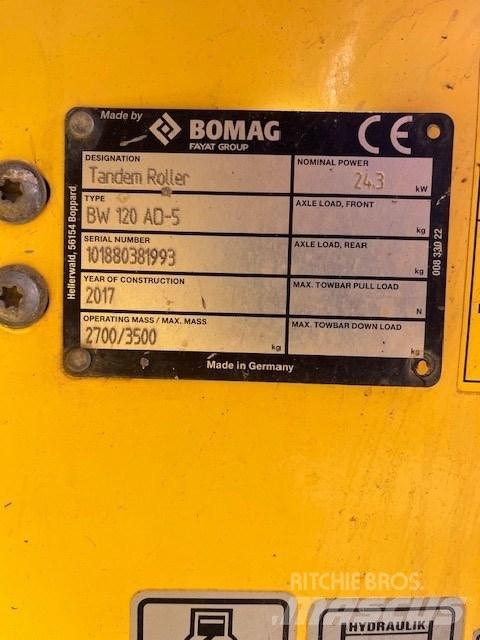 Made by
BOMAG
FAYAT GROUP
CE
DESIGNATION
Tandem Roller
NOMINAL POWER
24.3
kW
TYPE
BW 120 AD-5
AXLE LOAD, FRONT
kg
SERIAL NUMBER
101880381993
AXLE LOAD, REAR
kg
YEAR OF CONSTRUCTION
2017
MAX. TOWBAR PULL LOAD
N
OPERATING MASS / MAX. MASS
2700/3500
kg
MAX. TOWBAR DOWN LOAD
kg
Made in Germany
Hellerwald, 56154 Boppard
008 330 22
RITCHIE BROS.
MASCUS
HYDRAULIK